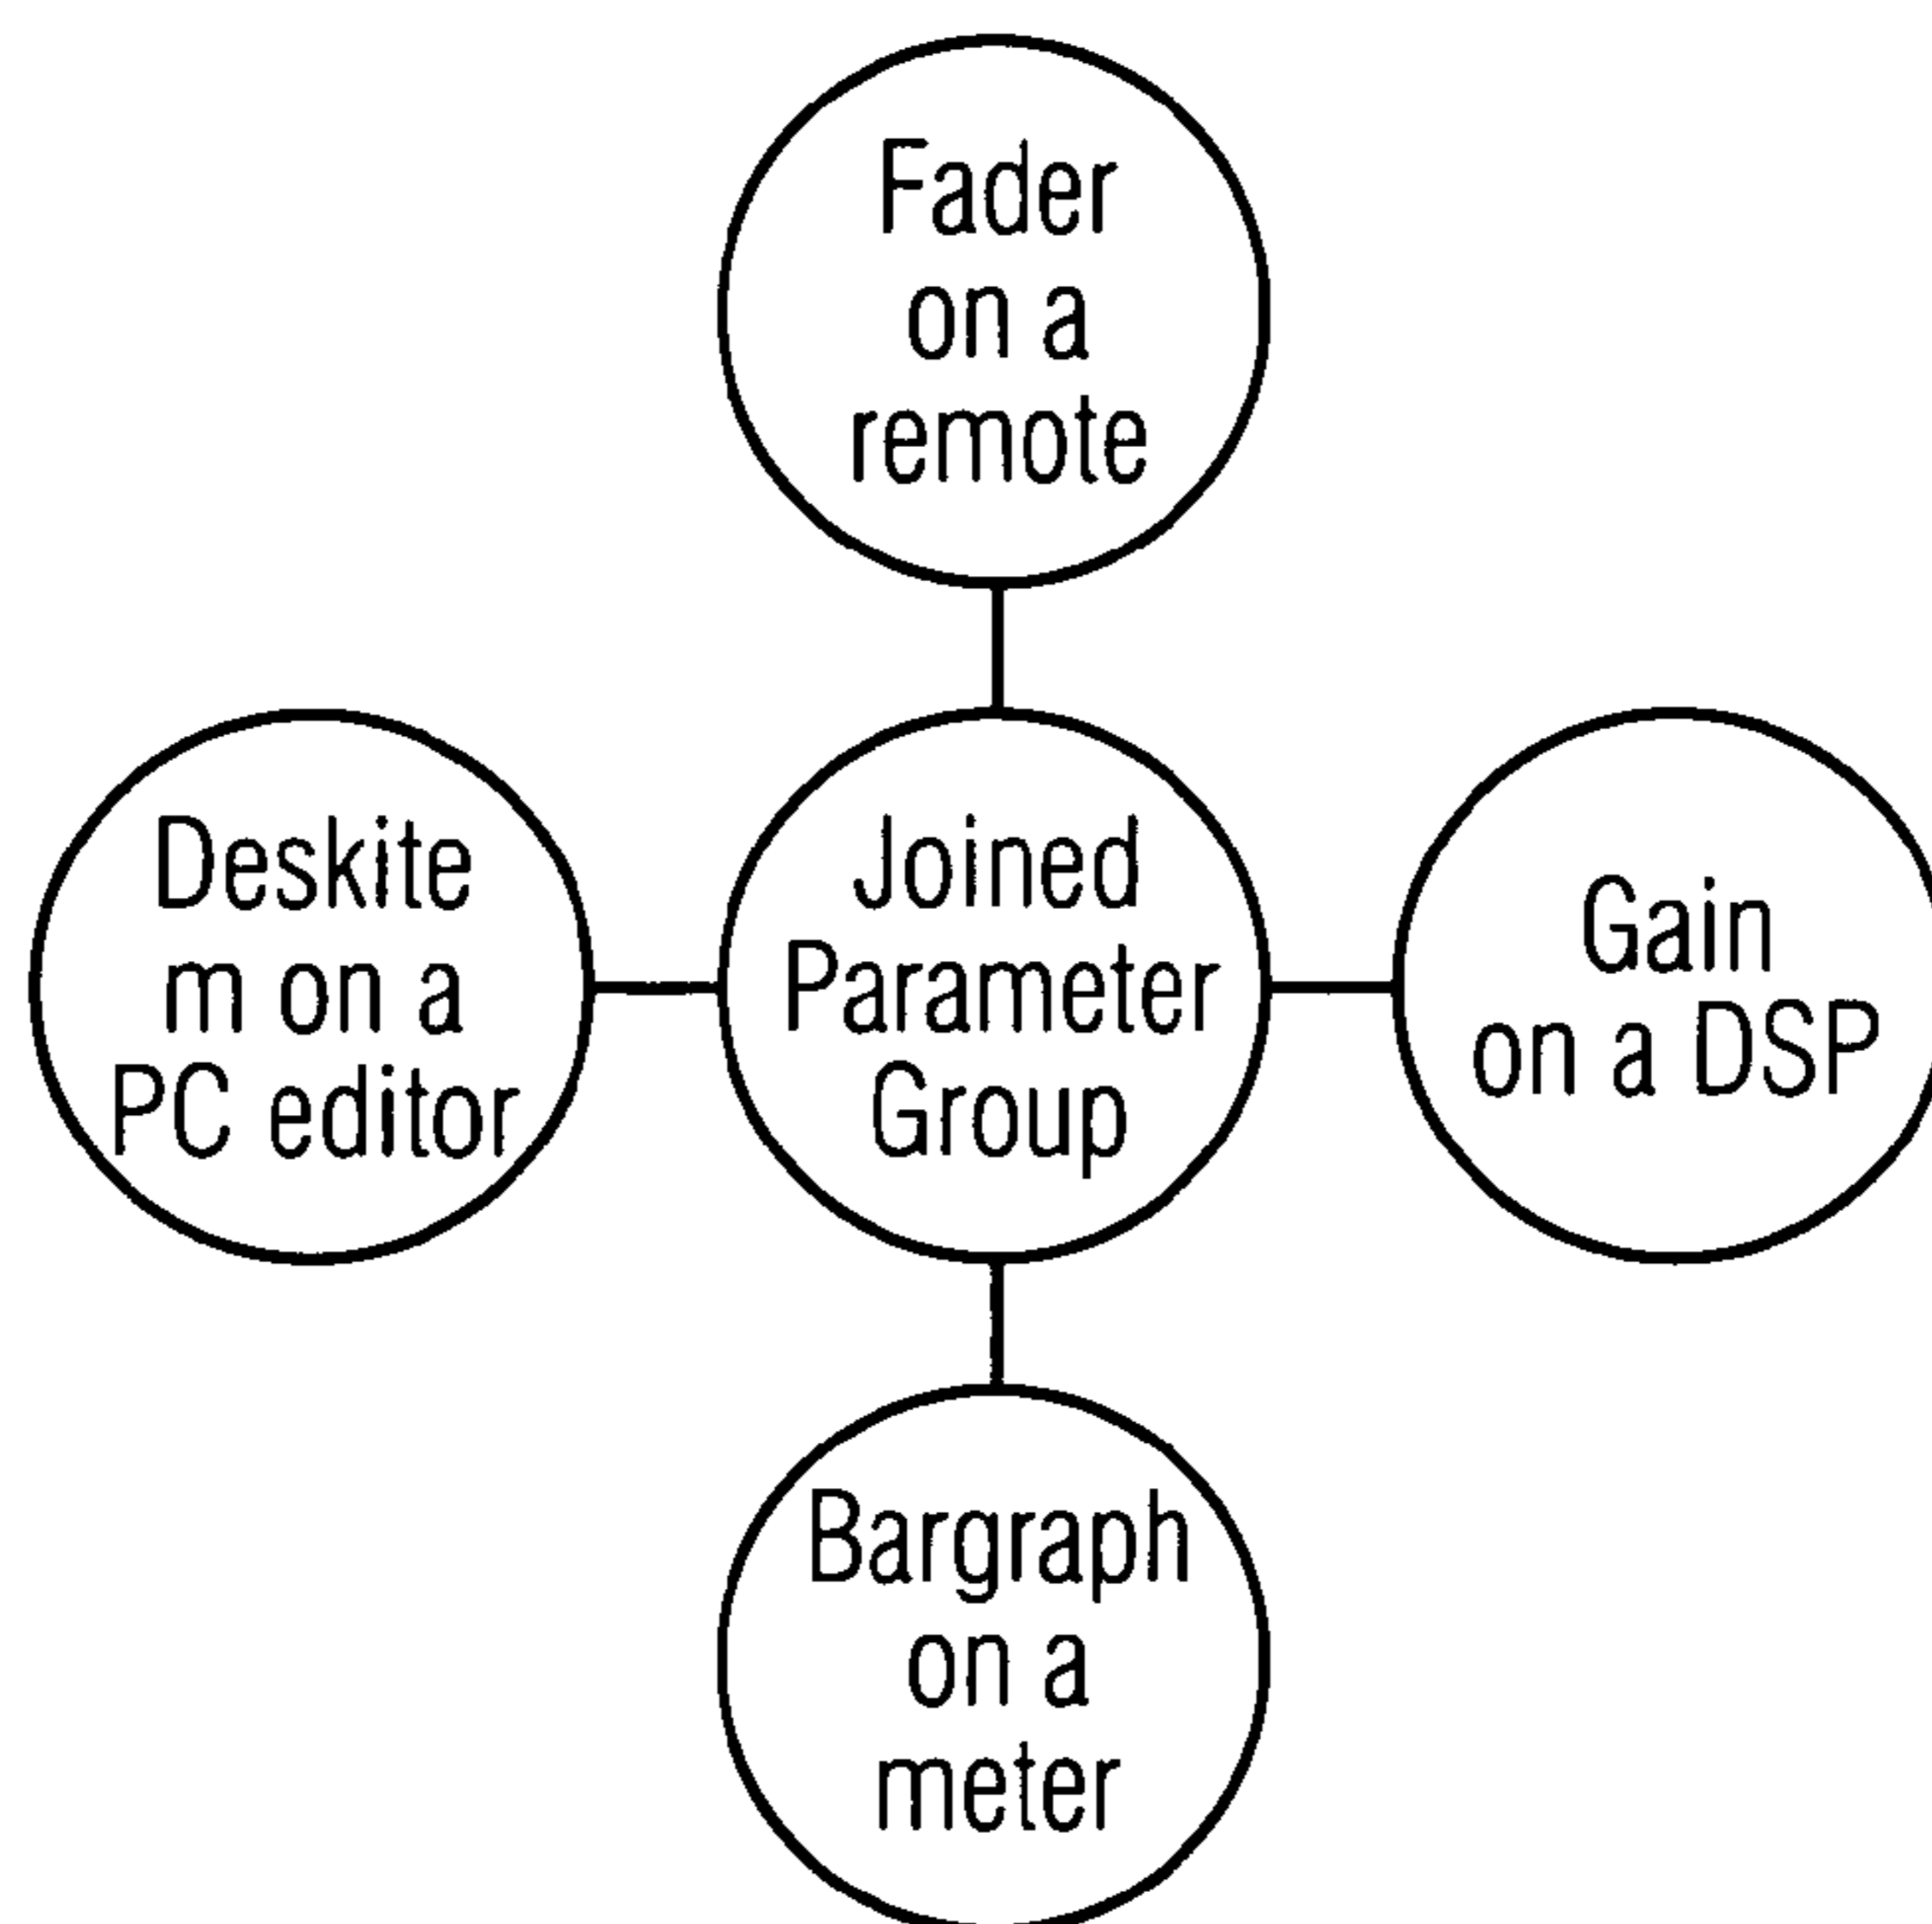 Fader
on a
remote
Deskite
m on a
PC editor
Joined
Parameter
Group
Gain
on a DSP
Bargraph
on a
meter